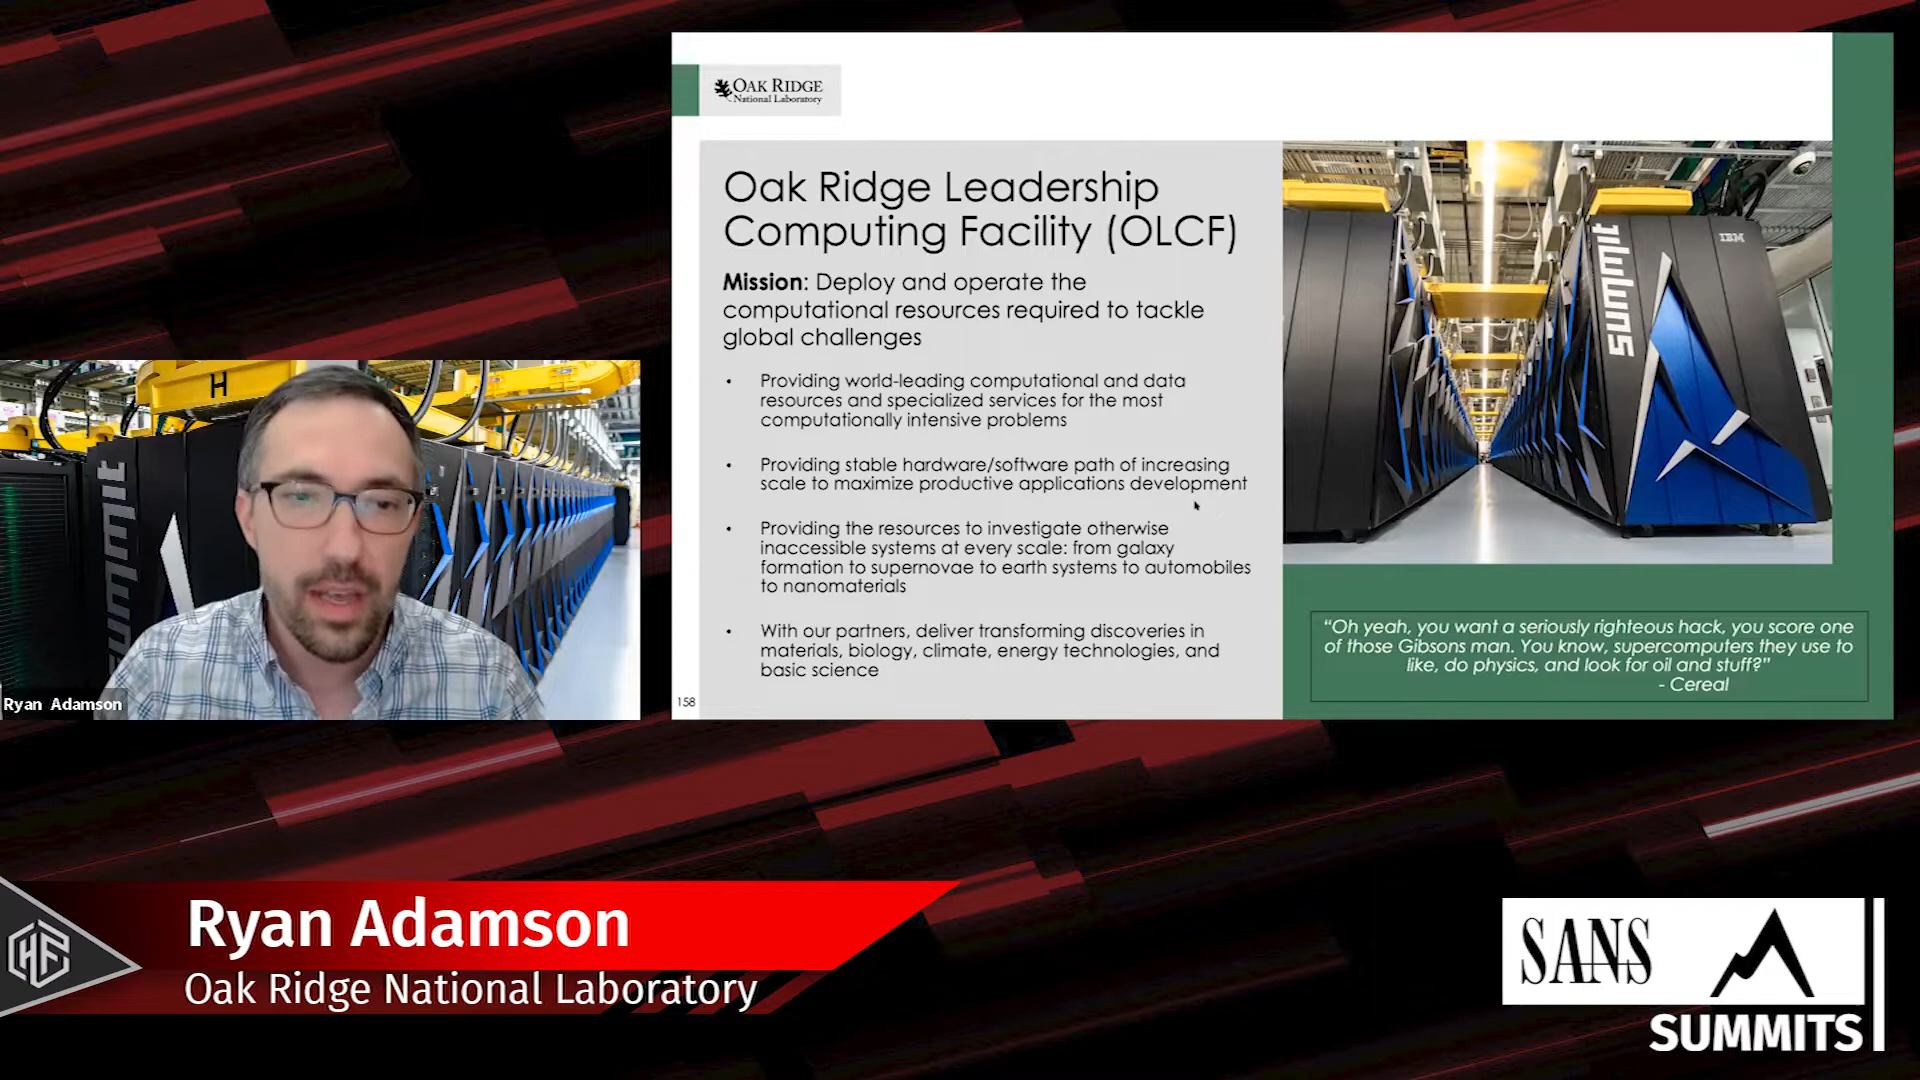 OAK RIDGE
National Laboratory
Oak Ridge Leadership
Computing Facility (OLCF)
Mission: Deploy and operate the
computational resources required to tackle
global challenges
• Providing world-leading computational and data
resources and specialized services for the most
computationally intensive problems
• Providing stable hardware/software path of increasing
scale to maximize productive applications development
• Providing the resources to investigate otherwise
inaccessible systems at every scale: from galaxy
formation to supernovae to earth systems to automobiles
to nanomaterials
• With our partners, deliver transforming discoveries in
materials, biology, climate, energy technologies, and
basic science
158
summit
IBM
“Oh yeah, you want a seriously righteous hack, you score one
of those Gibsons man. You know, supercomputers they use to
like, do physics, and look for oil and stuff?”
- Cereal
H
summit
Ryan Adamson
Ryan Adamson
Oak Ridge National Laboratory
SANS
SUMMITS